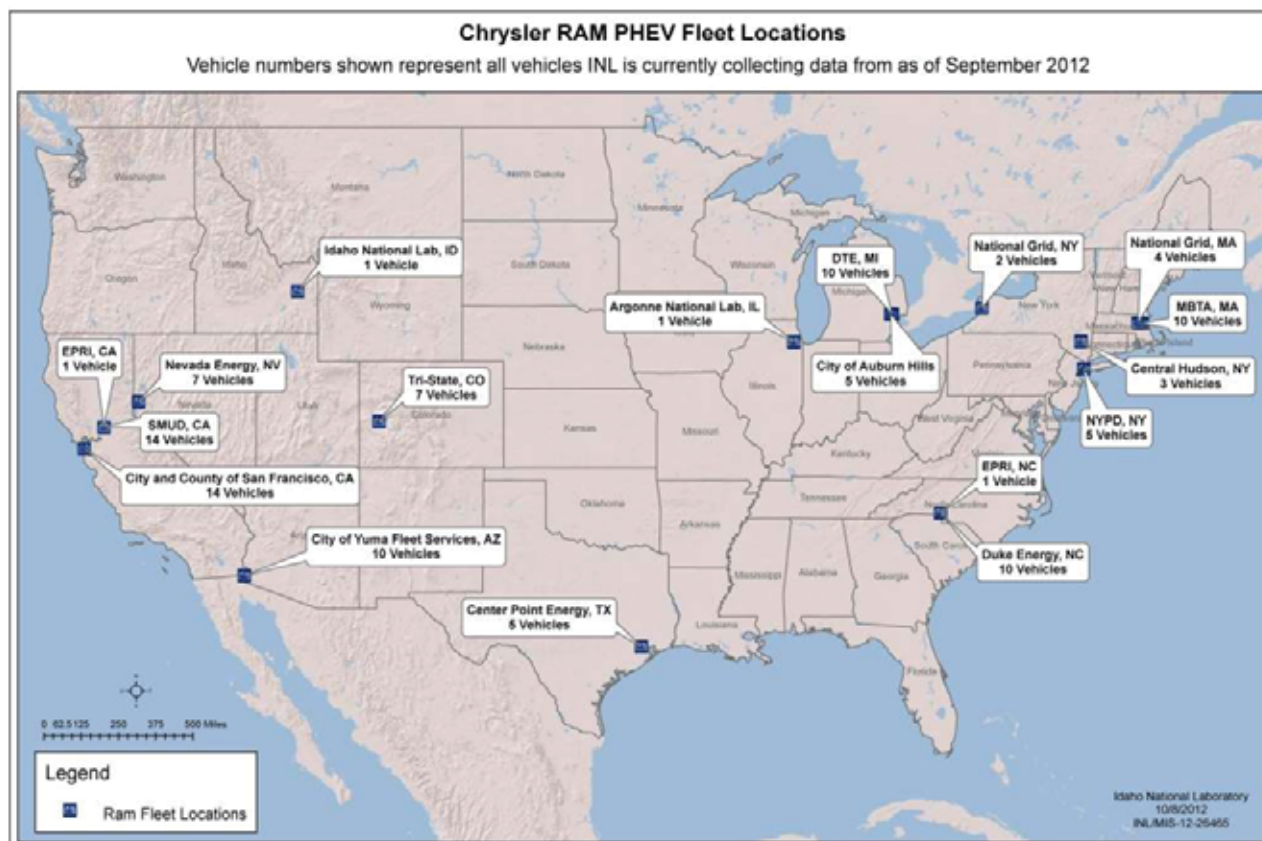 Chrysler RAM PHEV Fleet Locations
Vehicle numbers shown represent all vehicles INL is currently collecting data from as of September 2012
Washington
Montana
North Dakota
Minnesota
Michigan
Oregon
Idaho
Idaho National Lab, ID
1 Vehicle
South Dakota
Wisconsin
DTE, MI
10 Vehicles
Michigan
National Grid, NY
2 Vehicles
New York
National Grid, MA
4 Vehicles
Wyoming
Argonne National Lab, IL
1 Vehicle
MBTA, MA
10 Vehicles
EPRI, CA
1 Vehicle
Nevada Energy, NV
7 Vehicles
Nebraska
City of Auburn Hills
5 Vehicles
Pennsylvania
Central Hudson, NY
3 Vehicles
Nevada
Utah
Tri-State, CO
7 Vehicles
Colorado
Illinois
SMUD, CA
14 Vehicles
Kansas
Missouri
West Virginia
NYPD, NY
5 Vehicles
Kentucky
City and County of San Francisco, CA
14 Vehicles
EPRI, NC
1 Vehicle
Oklahoma
Tennessee
Arkansas
City of Yuma Fleet Services, AZ
10 Vehicles
Duke Energy, NC
10 Vehicles
Mississippi
Alabama
Georgia
Center Point Energy, TX
5 Vehicles
Louisiana
Florida
0 62.5 125 250 375 500 Miles
Legend
Ram Fleet Locations
Idaho National Laboratory
10/8/2012
INL/MIS-12-26465